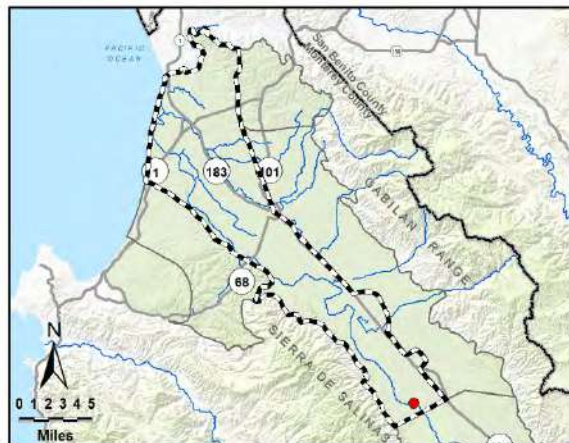 PACIFIC
OCEAN
1
San Benito County
Monterey County
1
183
101
GABILAN RANGE
68
SIERRA DE SALINAS
N
0 1 2 3 4 5
Miles